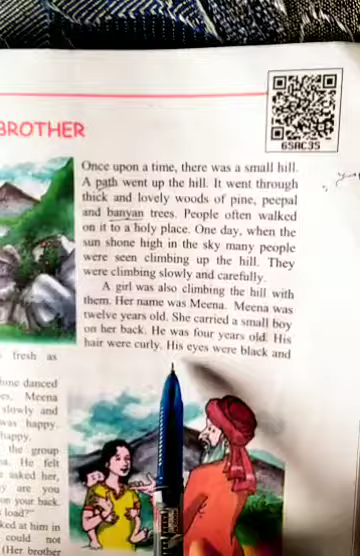 BROTHER
6SAC3S
Once upon a time, there was a small hill.
A path went up the hill. It went through
thick and lovely woods of pine, peepal
and banyan trees. People often walked
on it to a holy place. One day, when the
sun shone high in the sky many people
were seen climbing up the hill. They
were climbing slowly and carefully.
A girl was also climbing the hill with
them. Her name was Meena. Meena was
twelve years old. She carried a small boy
on her back. He was four years old. His
hair were curly. His eyes were black and
fresh as
danced
Meena
slowly and
was happy.
happy.
the group
He felt
asked her,
are you
on your back.
load?"
at him in
could not
(Her brother